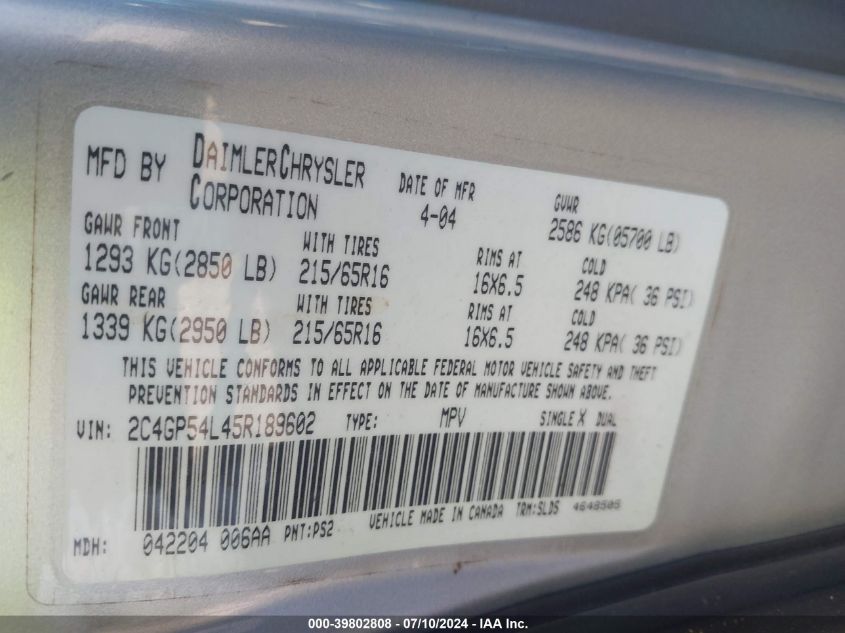 MFD BY DAIMLERCHRYSLER CORPORATION
DATE OF MFR 4-04
GVWR 2586 KG(05700 LB)
GAWR FRONT WITH TIRES RIMS AT COLD
1293 KG(2850 LB) 215/65R16 16X6.5 248 KPA( 36 PSI)
GAWR REAR WITH TIRES RIMS AT COLD
1339 KG(2950 LB) 215/65R16 16X6.5 248 KPA( 36 PSI)
THIS VEHICLE CONFORMS TO ALL APPLICABLE FEDERAL MOTOR VEHICLE SAFETY AND THEFT
PREVENTION STANDARDS IN EFFECT ON THE DATE OF MANUFACTURE SHOWN ABOVE.
VIN: 2C4GP54L45R189602 TYPE: MPV SINGLE X DUAL
MDH: 042204 006AA PNT:PS2 VEHICLE MADE IN CANADA TRM:SLDS 4648505
000-39802808 - 07/10/2024 - IAA Inc.